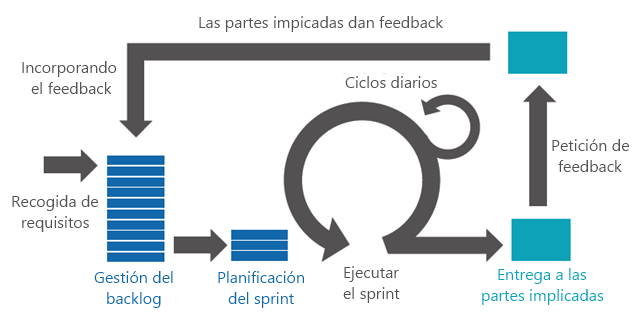 Las partes impicadas dan feedback
Incorporando
el feedback
Ciclos diarios
Petición de
feedback
Recogida de
requisitos
Gestión del
backlog
Planificación
del sprint
Ejecutar
el sprint
Entrega a las
partes implicadas